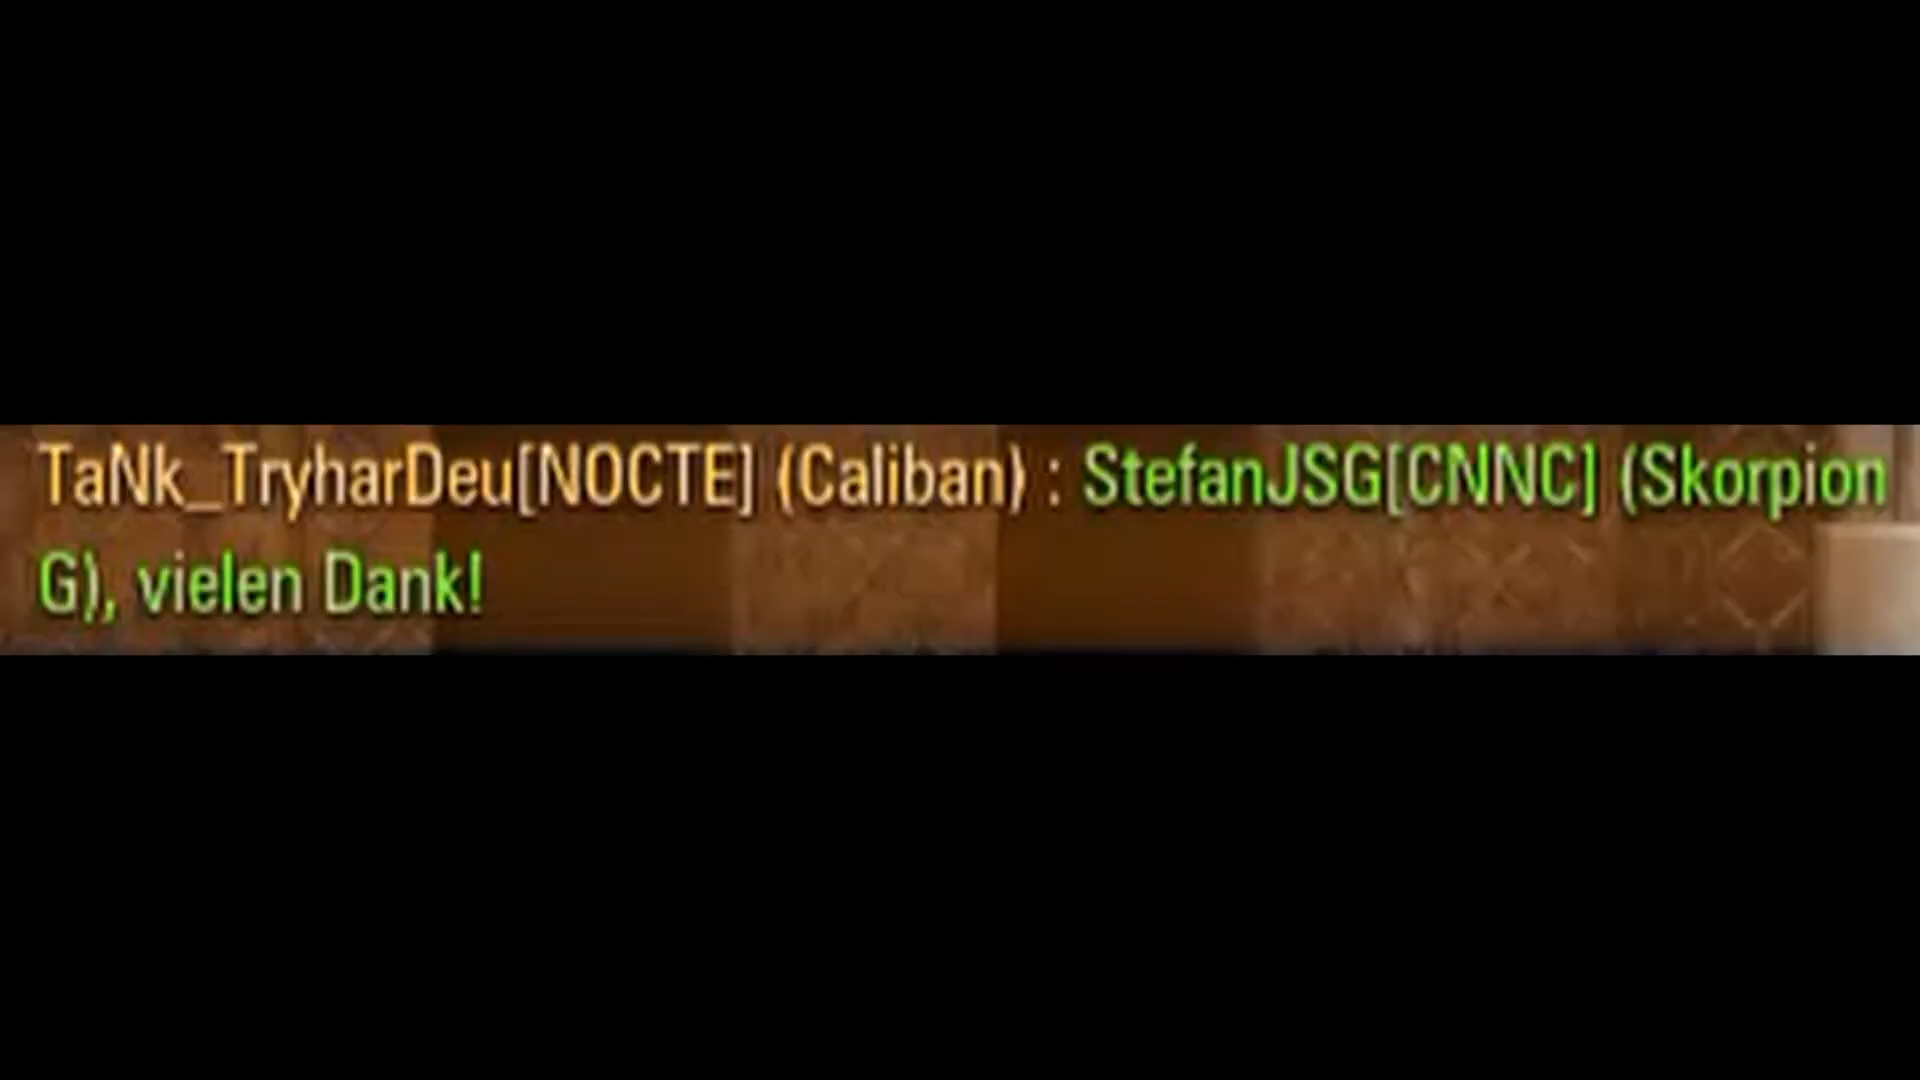 TaNk_TryharDeu[NOCTE] (Caliban) : StefanJSG[CNNC] (Skorpion
G), vielen Dank!